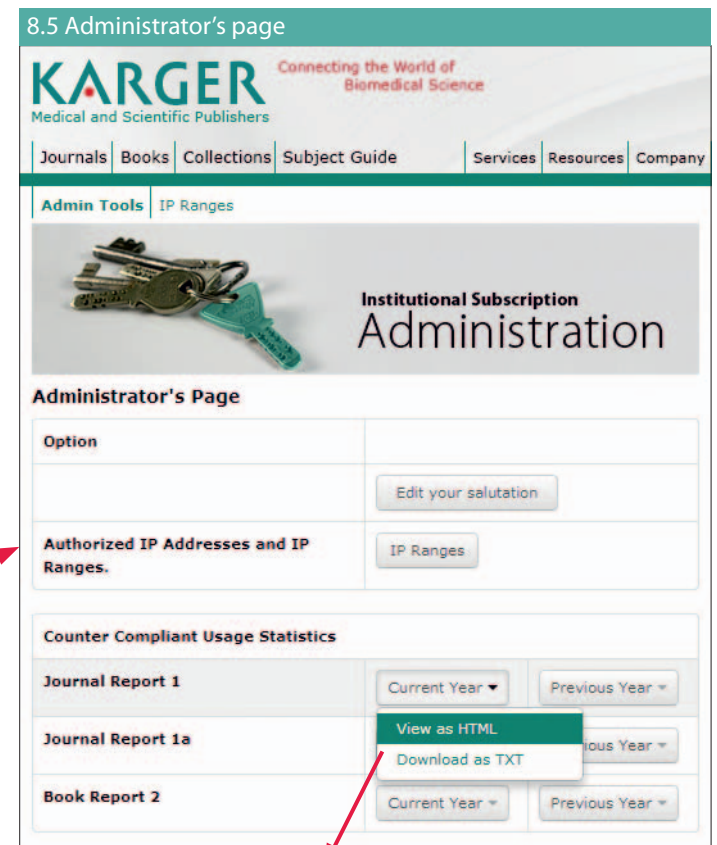 8.5 Administrator's page
KARGER
Medical and Scientific Publishers
Connecting the World of
Biomedical Science
Journals Books Collections Subject Guide Services Resources Company
Admin Tools IP Ranges
Institutional Subscription
Administration
Administrator's Page
Option
Edit your salutation
Authorized IP Addresses and IP
Ranges.
IP Ranges
Counter Compliant Usage Statistics
Journal Report 1
Current Year Previous Year
View as HTML
Download as TXT
Journal Report 1a
ious Year
Book Report 2
Current Year Previous Year